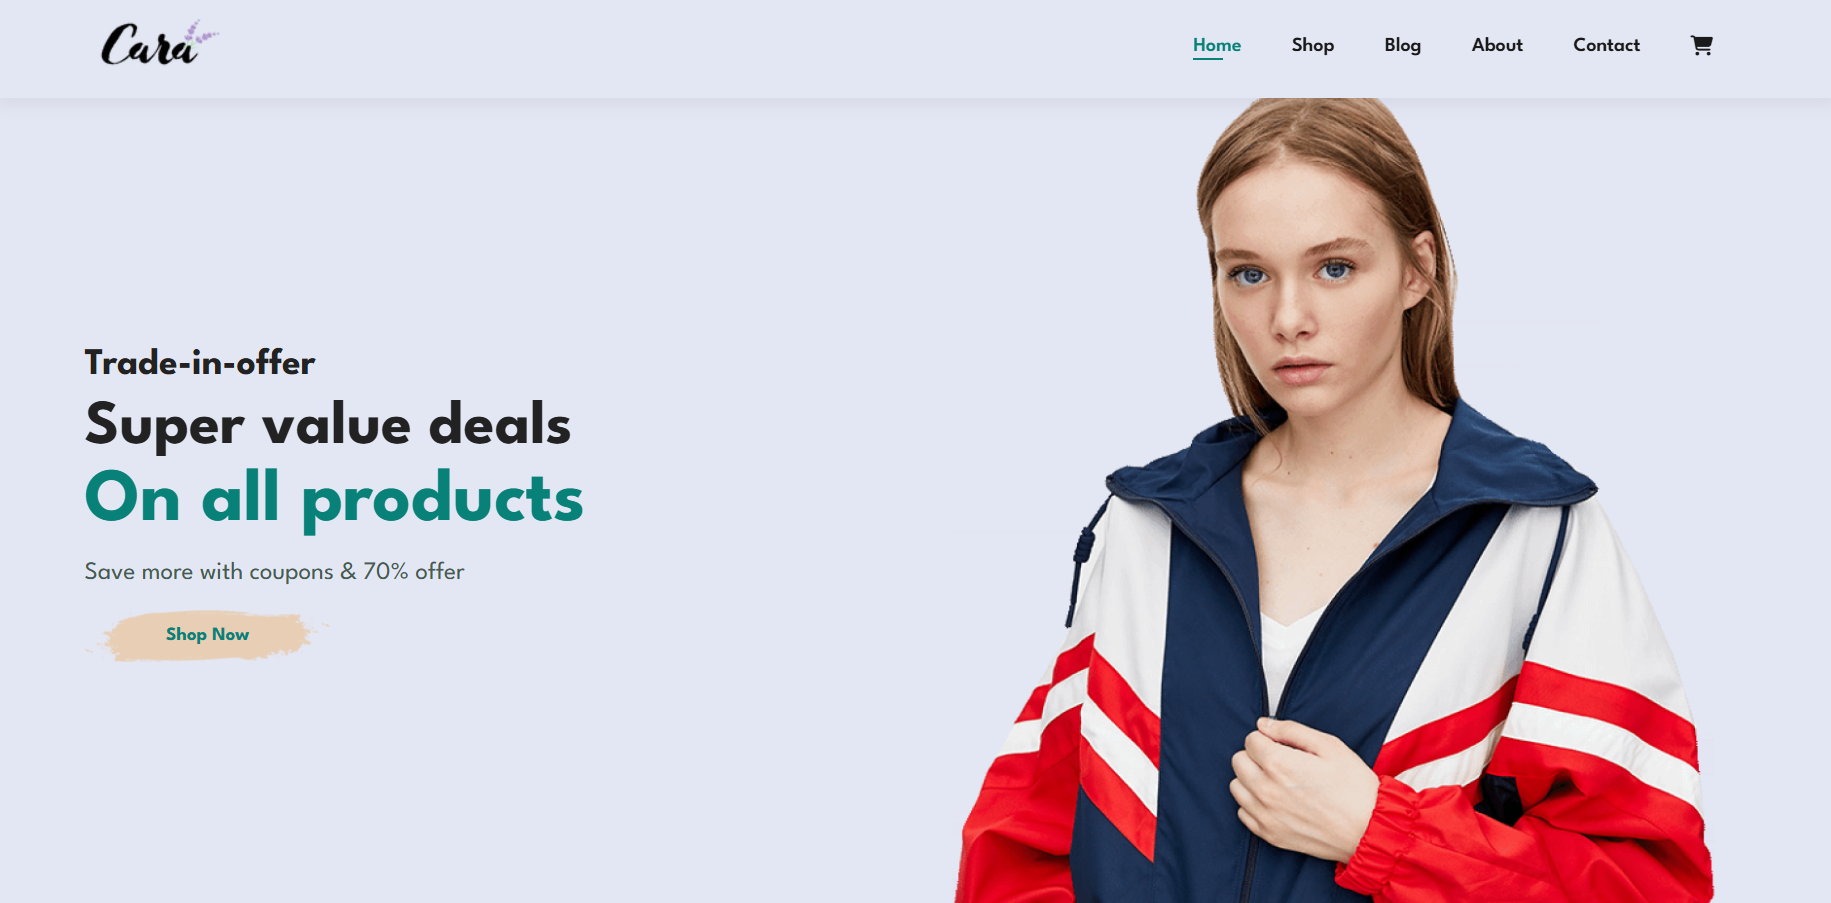 Cara
Home Shop Blog About Contact
Trade-in-offer
Super value deals
On all products
Save more with coupons & 70% offer
Shop Now